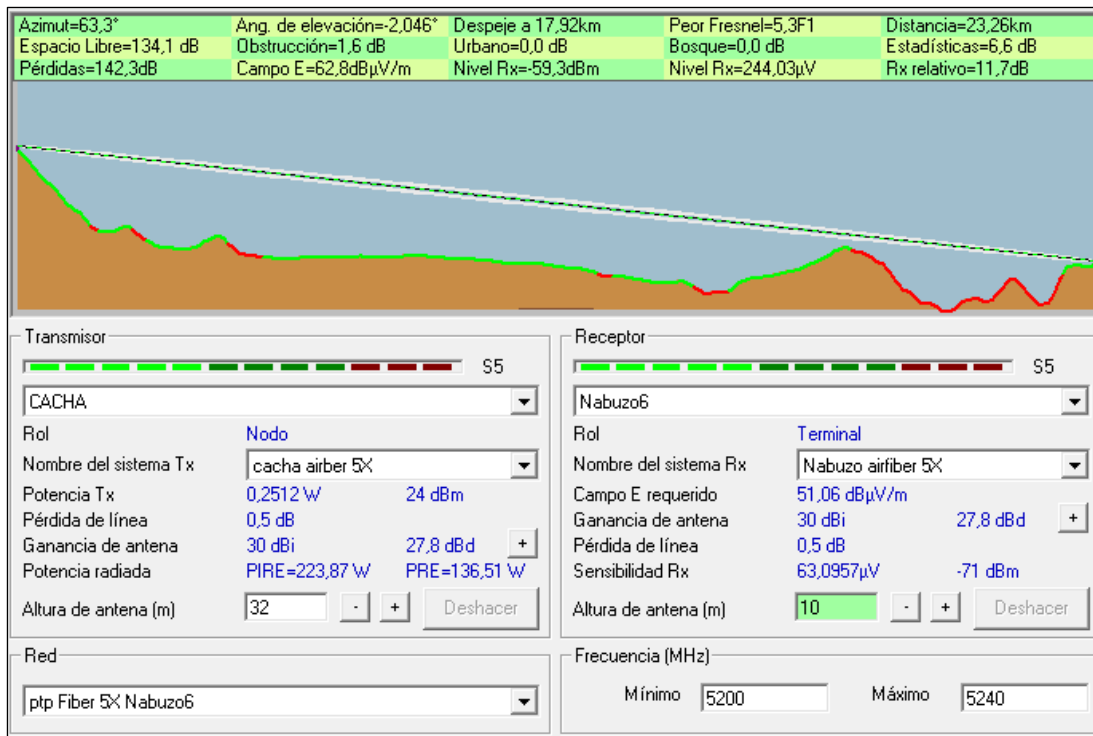 Azimut=63,3° Ang. de elevación=-2,046° Despeje a 17,92km Peor Fresnel=5,3F1 Distancia=23,26km
Espacio Libre=134,1 dB Obstrucción=1,6 dB Urbano=0,0 dB Bosque=0,0 dB Estadísticas=6,6 dB
Pérdidas=142,3dB Campo E=62,8dBµV/m Nivel Rx=-59,3dBm Nivel Rx=244,03µV Rx relativo=11,7dB
Transmisor
S5
CACHA
Rol Nodo
Nombre del sistema Tx cacha airber 5X
Potencia Tx 0,2512 W 24 dBm
Pérdida de línea 0,5 dB
Ganancia de antena 30 dBi 27,8 dBd +
Potencia radiada PIRE=223,87 W PRE=136,51 W
Altura de antena (m) 32 - + Deshacer
Receptor
S5
Nabuzo6
Rol Terminal
Nombre del sistema Rx Nabuzo airfiber 5X
Campo E requerido 51,06 dBµV/m
Ganancia de antena 30 dBi 27,8 dBd +
Pérdida de línea 0,5 dB
Sensibilidad Rx 63,0957µV -71 dBm
Altura de antena (m) 10 - + Deshacer
Red
ptp Fiber 5X Nabuzo6
Frecuencia (MHz)
Mínimo 5200 Máximo 5240